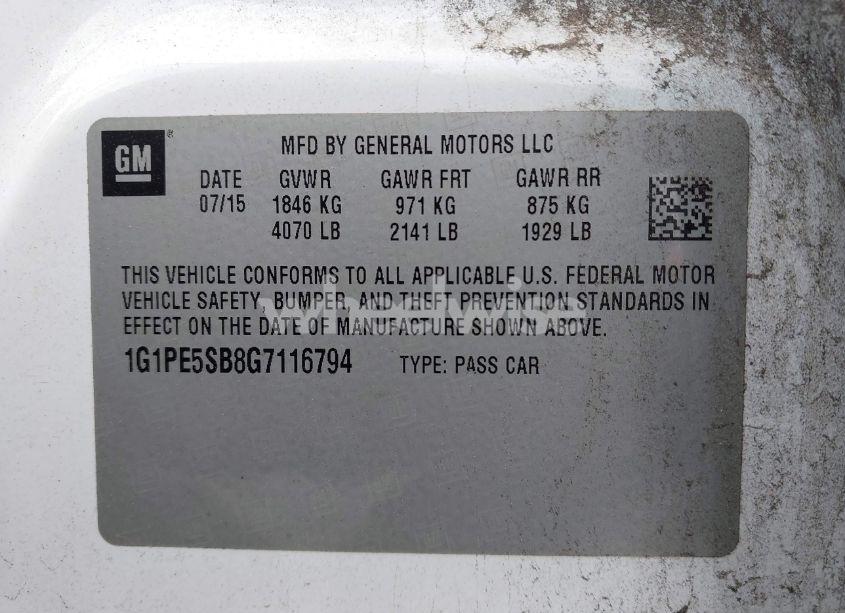 GM ®
MFD BY GENERAL MOTORS LLC
DATE GVWR GAWR FRT GAWR RR
07/15 1846 KG 971 KG 875 KG
4070 LB 2141 LB 1929 LB
THIS VEHICLE CONFORMS TO ALL APPLICABLE U.S. FEDERAL MOTOR
VEHICLE SAFETY, BUMPER, AND THEFT PREVENTION STANDARDS IN
EFFECT ON THE DATE OF MANUFACTURE SHOWN ABOVE.
1G1PE5SB8G7116794 TYPE: PASS CAR